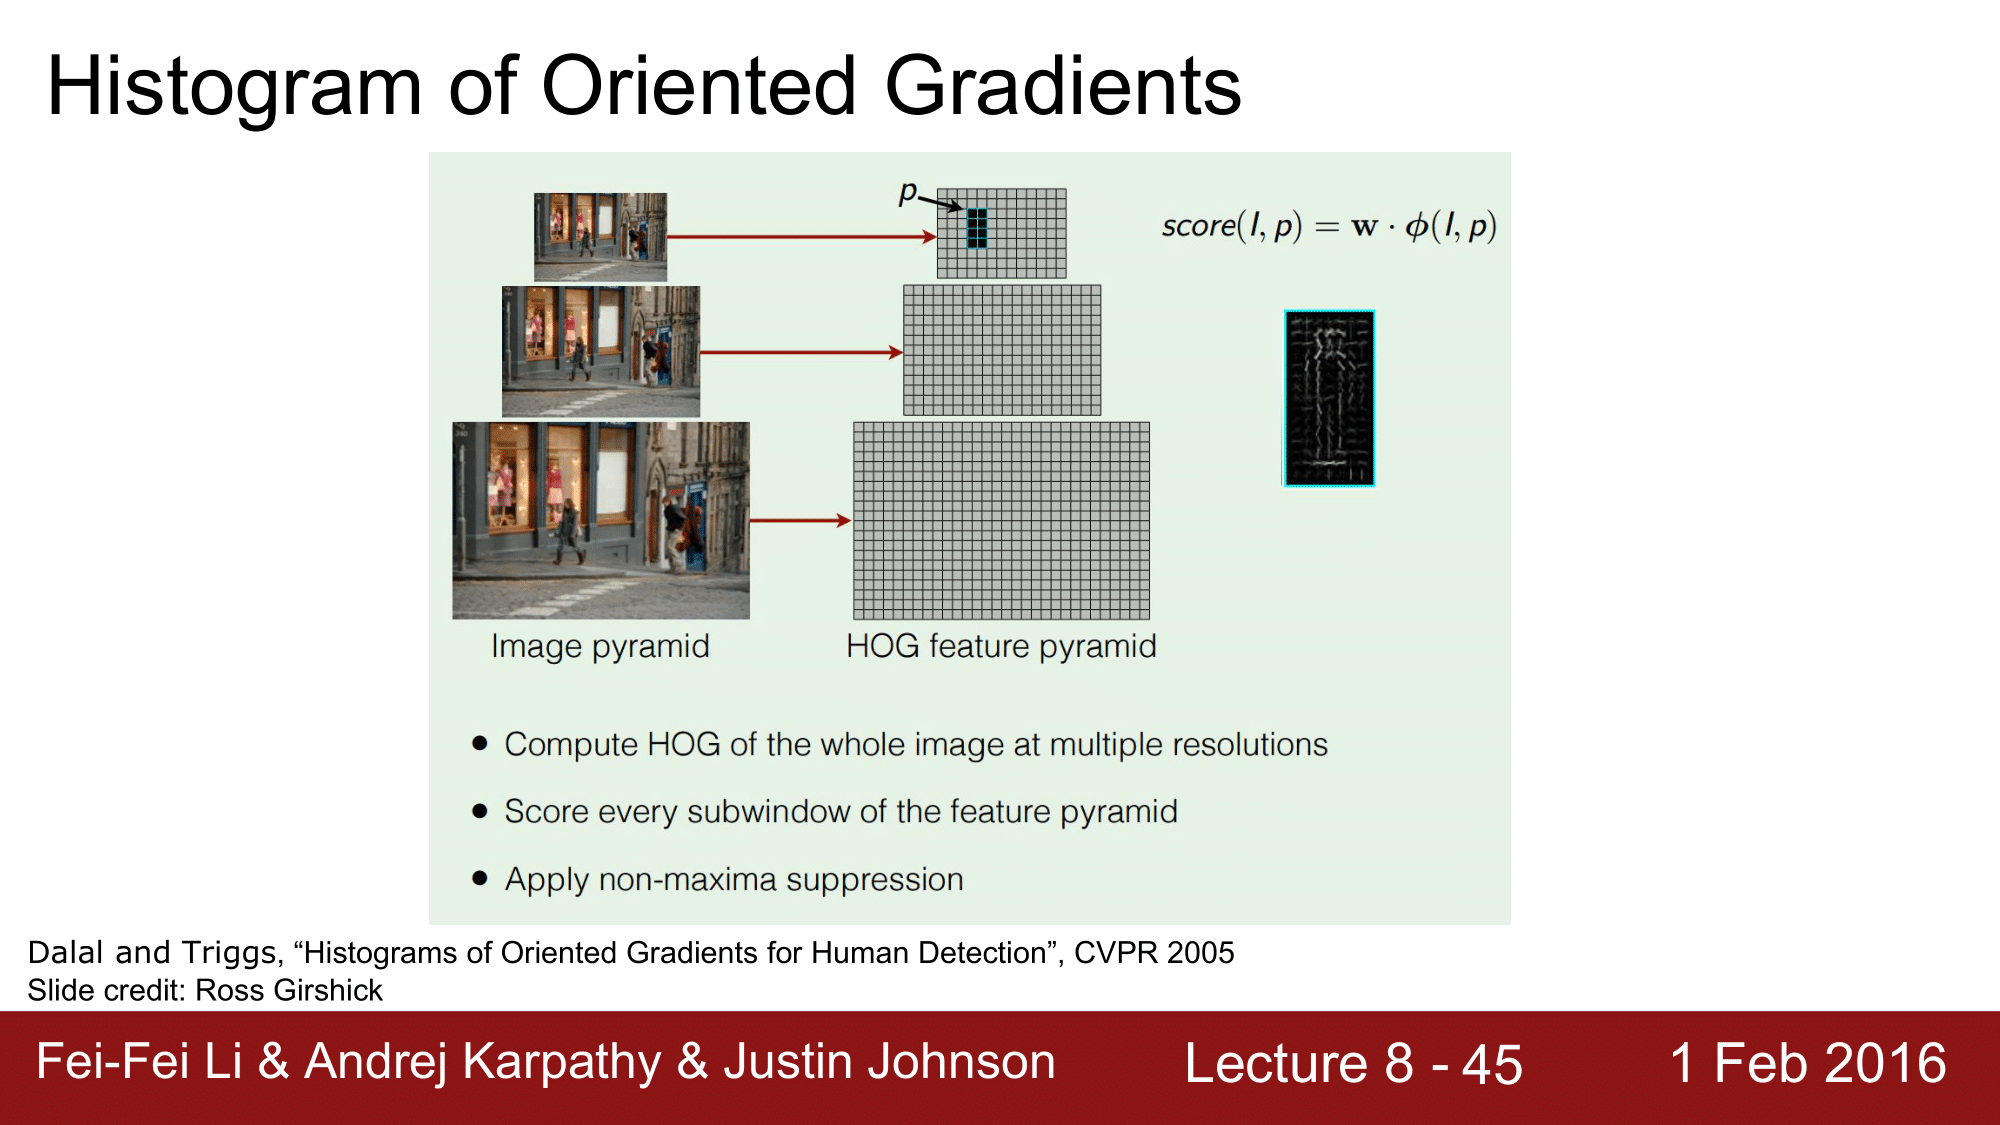 Histogram of Oriented Gradients
p
score(I, p) = w · ϕ(I, p)
Image pyramid
HOG feature pyramid
● Compute HOG of the whole image at multiple resolutions
● Score every subwindow of the feature pyramid
● Apply non-maxima suppression
Dalal and Triggs, “Histograms of Oriented Gradients for Human Detection”, CVPR 2005
Slide credit: Ross Girshick
Fei-Fei Li & Andrej Karpathy & Justin Johnson
Lecture 8 - 45
1 Feb 2016